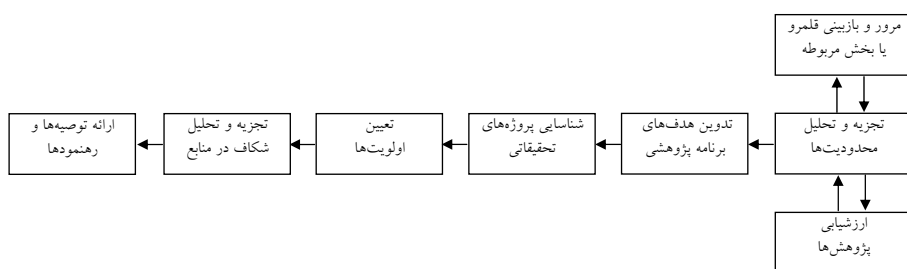 مرور و بازبینی قلمرو
یا بخش مربوطه
تجزیه و تحلیل
محدودیت‌ها
تدوین هدف‌های
برنامه پژوهشی
شناسایی پروژه‌های
تحقیقاتی
تعیین
اولویت‌ها
تجزیه و تحلیل
شکاف در منابع
ارائه توصیه‌ها و
رهنمودها
ارزشیابی
پژوهش‌ها